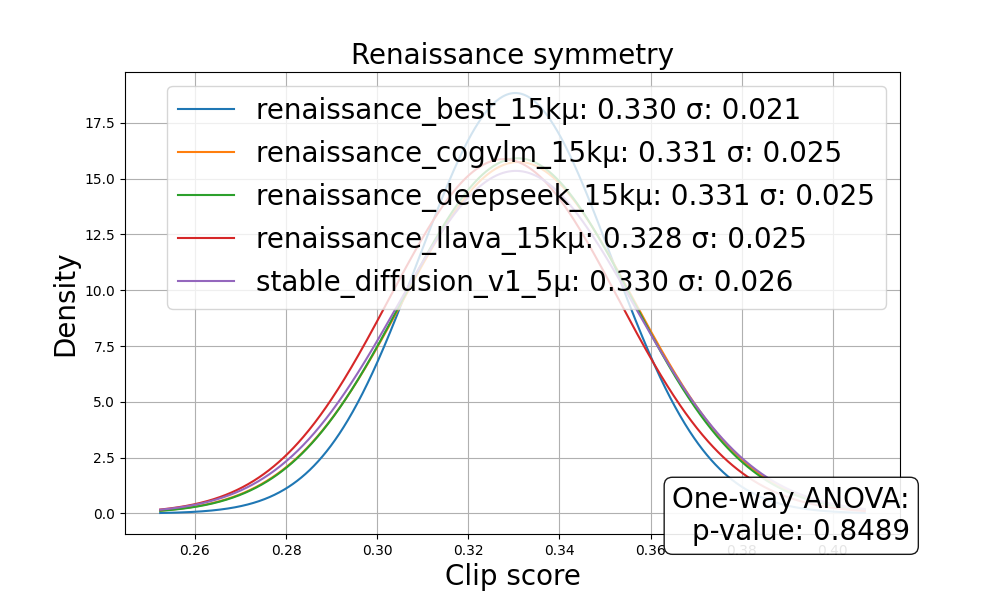 Renaissance symmetry
renaissance_best_15kμ: 0.330 σ: 0.021
renaissance_cogvlm_15kμ: 0.331 σ: 0.025
renaissance_deepseek_15kμ: 0.331 σ: 0.025
renaissance_llava_15kμ: 0.328 σ: 0.025
stable_diffusion_v1_5μ: 0.330 σ: 0.026
Density
17.5
15.0
12.5
10.0
7.5
5.0
2.5
0.0
One-way ANOVA:
p-value: 0.8489
0.26 0.28 0.30 0.32 0.34 0.36 0.38 0.40
Clip score